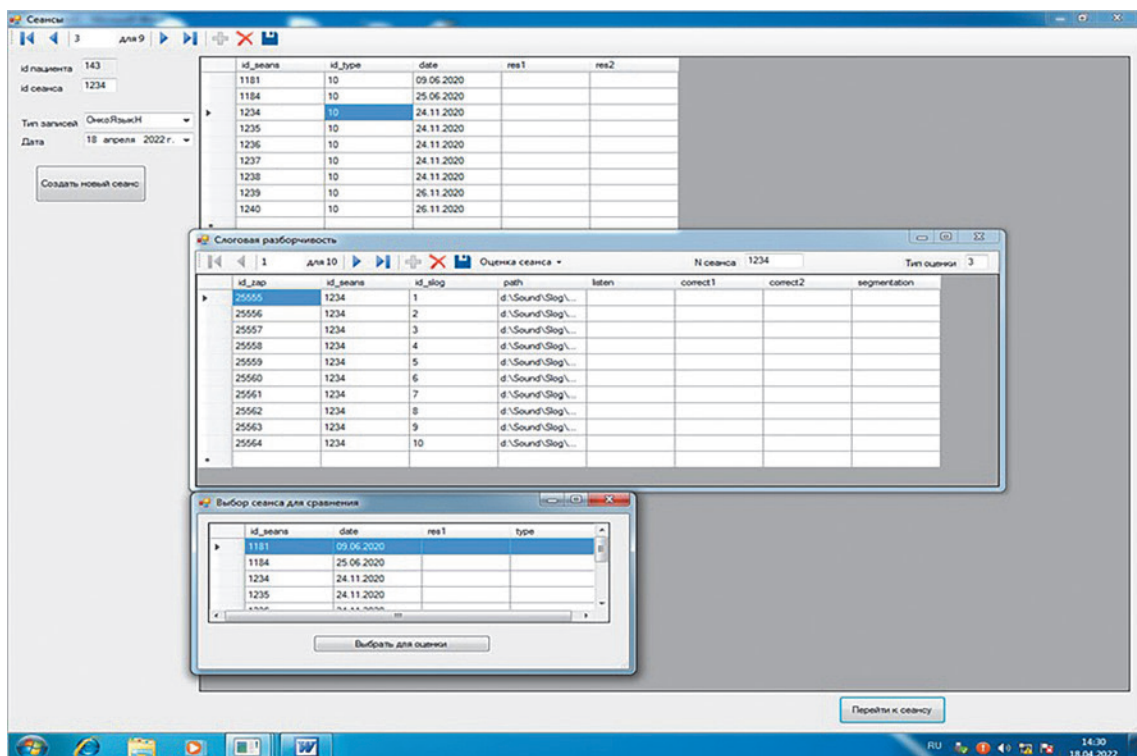 Сеансы
3 для 9
id пациента 143
id сеанса 1234
Тип записей ОнкоЯзыкН
Дата 18 апреля 2022 г.
Создать новый сеанс
id_seans id_type date res1 res2
1181 10 09.06.2020
1184 10 25.06.2020
1234 10 24.11.2020
1235 10 24.11.2020
1236 10 24.11.2020
1237 10 24.11.2020
1238 10 24.11.2020
1239 10 26.11.2020
1240 10 26.11.2020
Слоговая разборчивость
1 для 10 Оценка сеанса N сеанса 1234 Тип оценки 3
id_zap id_seans id_slog path listen correct1 correct2 segmentation
25555 1234 1 d:\Sound\Slog\...
25556 1234 2 d:\Sound\Slog\...
25557 1234 3 d:\Sound\Slog\...
25558 1234 4 d:\Sound\Slog\...
25559 1234 5 d:\Sound\Slog\...
25560 1234 6 d:\Sound\Slog\...
25561 1234 7 d:\Sound\Slog\...
25562 1234 8 d:\Sound\Slog\...
25563 1234 9 d:\Sound\Slog\...
25564 1234 10 d:\Sound\Slog\...
Выбор сеанса для сравнения
id_seans date res1 type
1181 09.06.2020
1184 25.06.2020
1234 24.11.2020
1235 24.11.2020
Выбрать для оценки
Перейти к сеансу
RU 14:30
18.04.2022